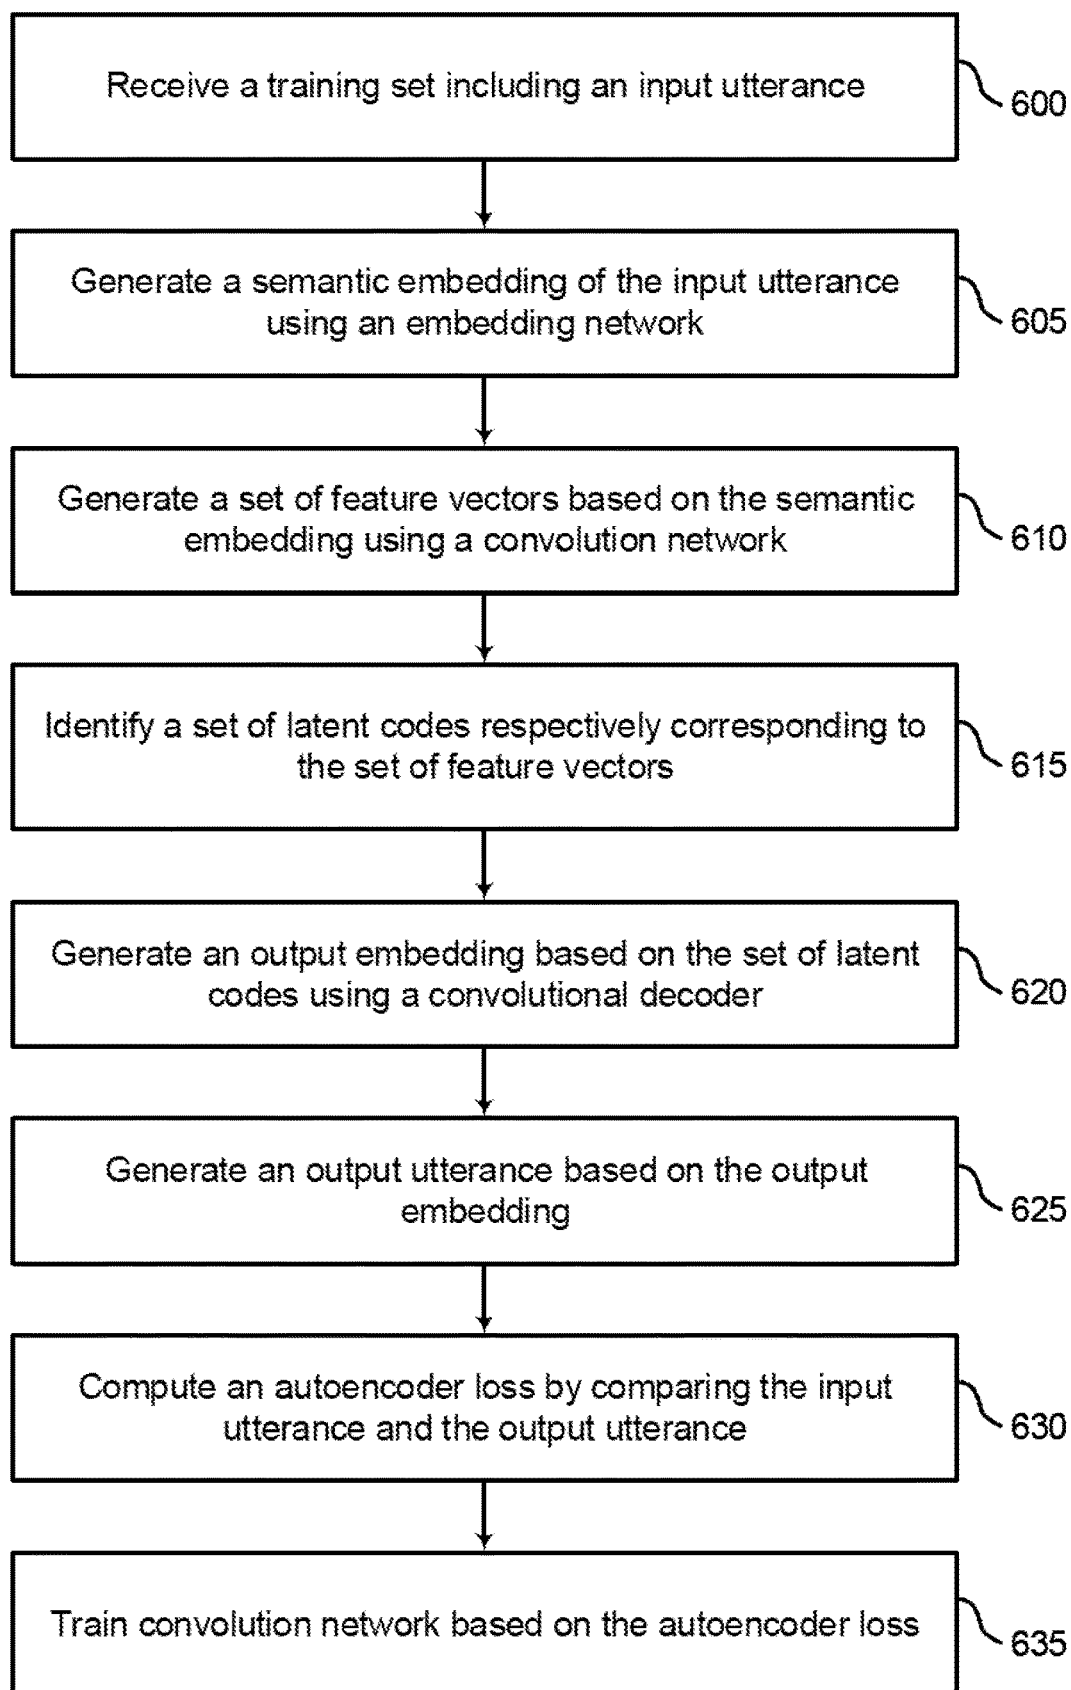 Receive a training set including an input utterance
600
Generate a semantic embedding of the input utterance
using an embedding network
605
Generate a set of feature vectors based on the semantic
embedding using a convolution network
610
Identify a set of latent codes respectively corresponding to
the set of feature vectors
615
Generate an output embedding based on the set of latent
codes using a convolutional decoder
620
Generate an output utterance based on the output
embedding
625
Compute an autoencoder loss by comparing the input
utterance and the output utterance
630
Train convolution network based on the autoencoder loss
635